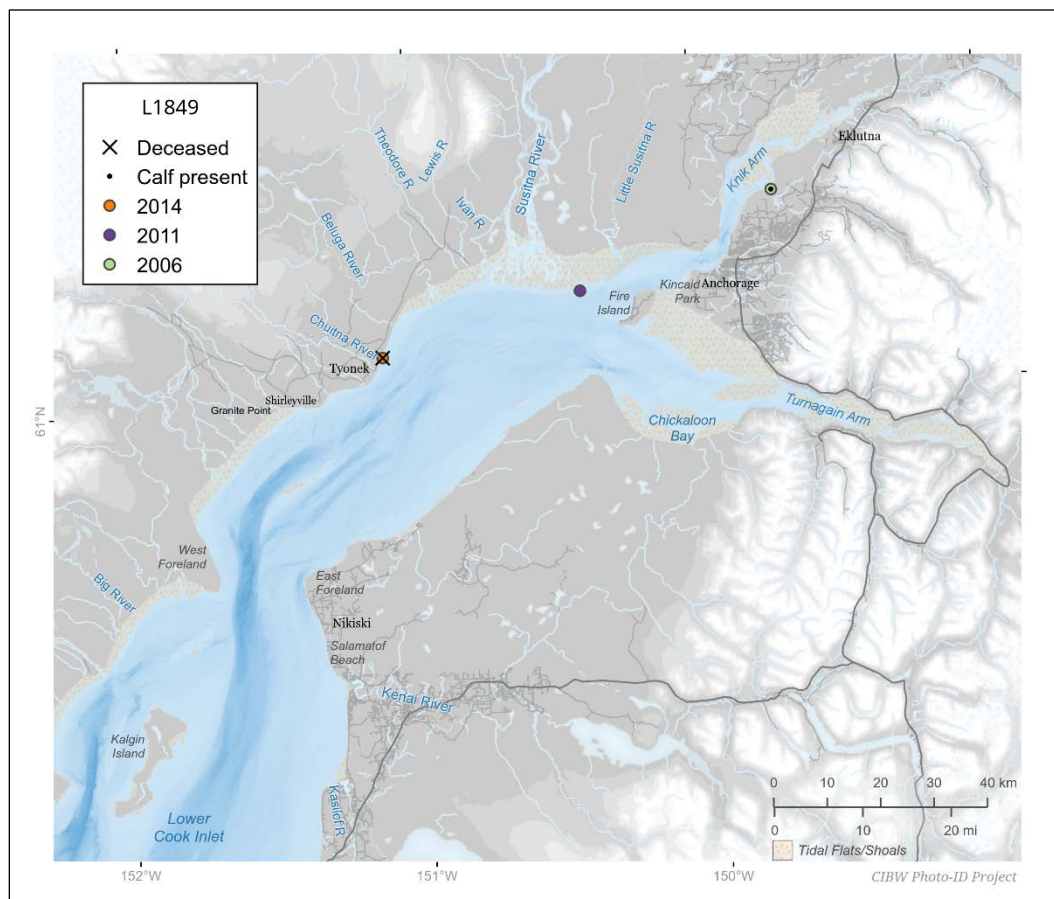 L1849
Deceased
Calf present
2014
2011
2006
Theodore R
Lewis R
Beluga River
Ivan R
Susitna River
Little Susitna R
Knik Arm
Eklutna
Chuitna River
Tyonek
Fire
Island
Kincaid
Park
Anchorage
Shirleyville
Granite Point
61°N
Chickaloon
Bay
Turnagain Arm
West
Foreland
Big River
East
Foreland
Nikiski
Salamatof
Beach
Kenai River
Kalgin
Island
Kasilof R
Lower
Cook Inlet
0 10 20 30 40 km
0 10 20 mi
Tidal Flats/Shoals
152°W 151°W 150°W
CIBW Photo-ID Project